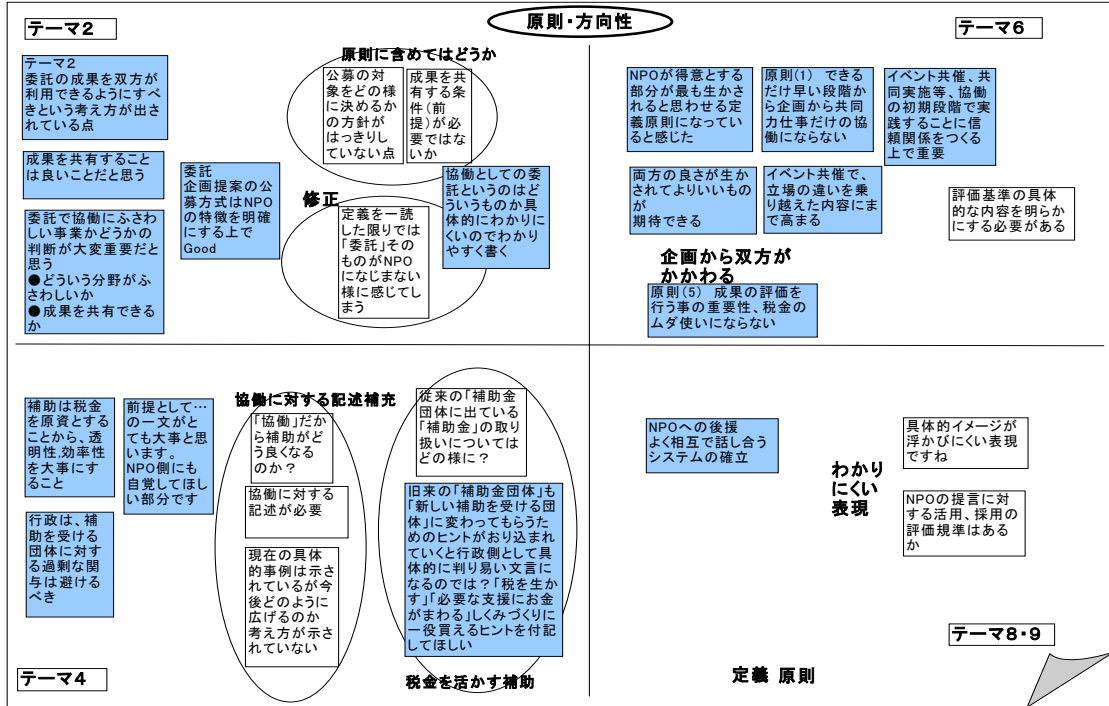 原則・方向性
テーマ2
テーマ2
委託の成果を双方が
利用できるようにすべ
きという考え方が出さ
れている点
成果を共有すること
は良いことだと思う
委託で協働にふさわ
しい事業かどうかの
判断が大変重要だと
思う
●どういう分野がふ
さわしいか
●成果を共有できる
か
委託
企画提案の公
募方式はNPO
の特徴を明確
にする上で
Good
原則に含めてはどうか
公募の対
象をどの様
に決めるか
の方針が
はっきりし
ていない点
成果を共
有する条
件(前
提)が必
要ではな
いか
修正
定義を一読
した限りでは
「委託」その
ものがNPO
になじまない
様に感じてし
まう
協働としての委
託というのはど
ういうものか具
体的にわかりに
くいのでわかり
やすく書く
テーマ6
NPOが得意とする
部分が最も生か
されると思わせる定
義原則になってい
ると感じた
原則(1) できる
だけ早い段階
から企画から共同
力仕事だけの協
働にならない
イベント共催、共
同実施等、協働
の初期段階で実
践することに信
頼関係をつくる
上で重要
両方の良さが生か
されてよりいいもの
が
期待できる
イベント共催で、
立場の違いを乗
り越えた内容にま
で高まる
評価基準の具体
的な内容を明らか
にする必要がある
企画から双方が
かかわる
原則(5) 成果の評価を
行う事の重要性、税金の
ムダ使いにならない
補助は税金
を原資とする
ことから、透
明性、効率性
を大事にす
ること
前提として…
の一文がと
ても大事と思
います。
NPO側にも
自覚してほし
い部分です
行政は、補
助を受ける
団体に対す
る過剰な関
与は避ける
べき
協働に対する記述補充
「協働」だか
ら補助がど
う良くなる
のか?
協働に対する
記述が必要
現在の具体
的事例は示さ
れているが今
後どのように
広げるのか
考え方が示さ
れていない
従来の「補助金
団体に出ている
「補助金」の取り
扱いについては
どの様に?
旧来の「補助金団体」も
「新しい補助を受ける団
体」に変わってもらうた
めのヒントがおり込まれ
ていくと行政側として具
体的に判り易い文言に
なるのでは?「税を生か
す」「必要な支援にお金
がまわる」しくみづくりに
一役買えるヒントを付記
してほしい
税金を活かす補助
テーマ4
NPOへの後援
よく相互で話し合う
システムの確立
わかり
にくい
表現
具体的イメージが
浮かびにくい表現
ですね
NPOの提言に対
する活用、採用の
評価規準はある
か
テーマ8・9
定義 原則